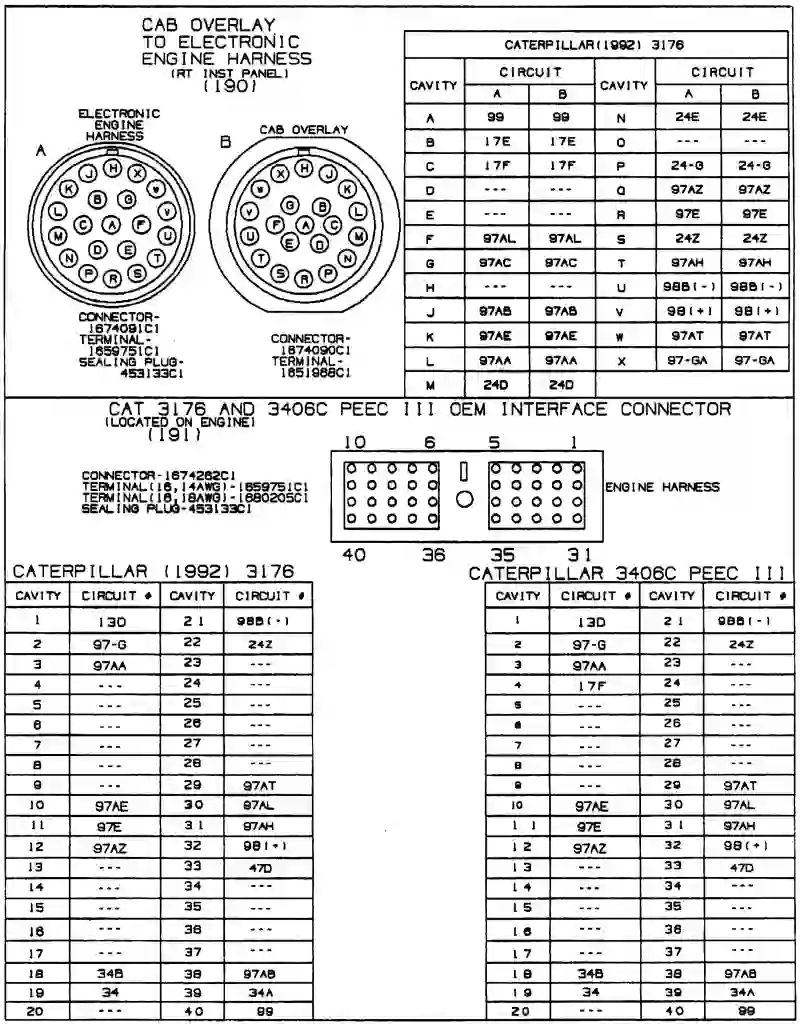 CAB OVERLAY
TO ELECTRONIC
ENGINE HARNESS
(RT INST PANEL)
(190)
ELECTRONIC
ENGINE
HARNESS
A
J H X
K B G W
L C A F V
M D E U
N P R S T
CONNECTOR-
1674091C1
TERMINAL-
1659751C1
SEALING PLUG-
453133C1
B
CAB OVERLAY
X H J
W G B K
V F A C L
U E D M
T S R P N
CONNECTOR-
1674090C1
TERMINAL-
1651968C1
CATERPILLAR(1992) 3176
CAVITY CIRCUIT CAVITY CIRCUIT
A B A B
A 99 99 N 24E 24E
B 17E 17E O --- ---
C 17F 17F P 24-G 24-G
D --- --- Q 97AZ 97AZ
E --- --- R 97E 97E
F 97AL 97AL S 24Z 24Z
G 97AC 97AC T 97AH 97AH
H --- --- U 98B(-) 98B(-)
J 97AB 97AB V 98(+) 98(+)
K 97AE 97AE W 97AT 97AT
L 97AA 97AA X 97-GA 97-GA
M 24D 24D
CAT 3176 AND 3406C PEEC III OEM INTERFACE CONNECTOR
(LOCATED ON ENGINE)
(191)
CONNECTOR-1674262C1
TERMINAL(16,14AWG)-1659751C1
TERMINAL(16,18AWG)-1680205C1
SEALING PLUG-453133C1
10 6 5 1
ENGINE HARNESS
40 36 35 31
CATERPILLAR (1992) 3176
CAVITY CIRCUIT # CAVITY CIRCUIT #
1 13D 21 98B(-)
2 97-G 22 24Z
3 97AA 23 ---
4 --- 24 ---
5 --- 25 ---
6 --- 26 ---
7 --- 27 ---
8 --- 28 ---
9 --- 29 97AT
10 97AE 30 97AL
11 97E 31 97AH
12 97AZ 32 98(+)
13 --- 33 47D
14 --- 34 ---
15 --- 35 ---
16 --- 36 ---
17 --- 37 ---
18 34B 38 97AB
19 34 39 34A
20 --- 40 99
CATERPILLAR 3406C PEEC III
CAVITY CIRCUIT # CAVITY CIRCUIT #
1 13D 21 98B(-)
2 97-G 22 24Z
3 97AA 23 ---
4 17F 24 ---
5 --- 25 ---
6 --- 26 ---
7 --- 27 ---
8 --- 28 ---
9 --- 29 97AT
10 97AE 30 97AL
11 97E 31 97AH
12 97AZ 32 98(+)
13 --- 33 47D
14 --- 34 ---
15 --- 35 ---
16 --- 36 ---
17 --- 37 ---
18 34B 38 97AB
19 34 39 34A
20 --- 40 99